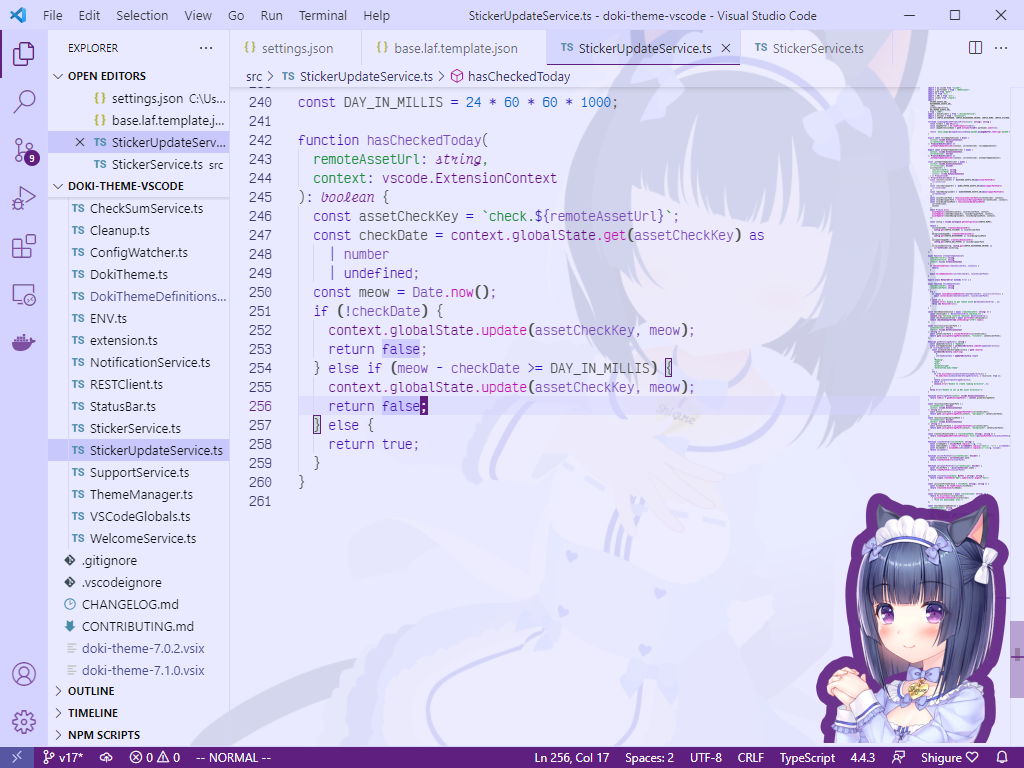 File Edit Selection View Go Run Terminal Help StickerUpdateService.ts - doki-theme-vscode - Visual Studio Code
EXPLORER
OPEN EDITORS
settings.json C:\Us...
base.laf.template.j...
StickerUpdateServ...
TS StickerService.ts src
DOKI-THEME-VSCODE
TS CheckSumService.ts
TS Cleanup.ts
TS ConfigWatcher.ts
TS DokiTheme.ts
TS DokiThemeDefinitions...
TS ENV.ts
TS extension.ts
TS NotificationService.ts
TS RESTClient.ts
TS StatusBar.ts
TS StickerService.ts
TS StickerUpdateService.ts
TS SupportService.ts
TS ThemeManager.ts
TS VSCodeGlobals.ts
TS WelcomeService.ts
.gitignore
.vscodeignore
CHANGELOG.md
CONTRIBUTING.md
doki-theme-7.0.2.vsix
doki-theme-7.1.0.vsix
OUTLINE
TIMELINE
NPM SCRIPTS
9
{} settings.json {} base.laf.template.json TS StickerUpdateService.ts TS StickerService.ts
src > TS StickerUpdateService.ts > hasCheckedToday
240 const DAY_IN_MILLIS = 24 * 60 * 60 * 1000;
241
242 function hasCheckedToday(
243 remoteAssetUrl: string,
244 context: vscode.ExtensionContext
245 ): boolean {
246 const assetCheckKey = `check.${remoteAssetUrl}`;
247 const checkDate = context.globalState.get(assetCheckKey) as
248 | number
249 | undefined;
250 const meow = Date.now();
251 if (!checkDate) {
252 context.globalState.update(assetCheckKey, meow);
253 return false;
254 } else if (meow - checkDate >= DAY_IN_MILLIS) {
255 context.globalState.update(assetCheckKey, meow);
256 return false;
257 } else {
258 return true;
259 }
260 }
261
v17* 0 0 -- NORMAL -- Ln 256, Col 17 Spaces: 2 UTF-8 CRLF TypeScript 4.4.3 Shigure